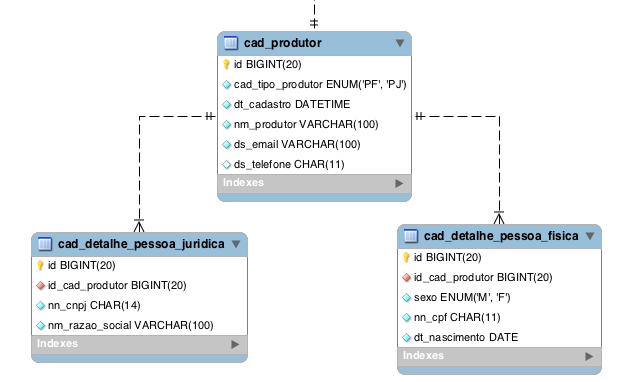 cad_produtor
id BIGINT(20)
cad_tipo_produtor ENUM('PF', 'PJ')
dt_cadastro DATETIME
nm_produtor VARCHAR(100)
ds_email VARCHAR(100)
ds_telefone CHAR(11)
Indexes
cad_detalhe_pessoa_juridica
id BIGINT(20)
id_cad_produtor BIGINT(20)
nn_cnpj CHAR(14)
nm_razao_social VARCHAR(100)
Indexes
cad_detalhe_pessoa_fisica
id BIGINT(20)
id_cad_produtor BIGINT(20)
sexo ENUM('M', 'F')
nn_cpf CHAR(11)
dt_nascimento DATE
Indexes